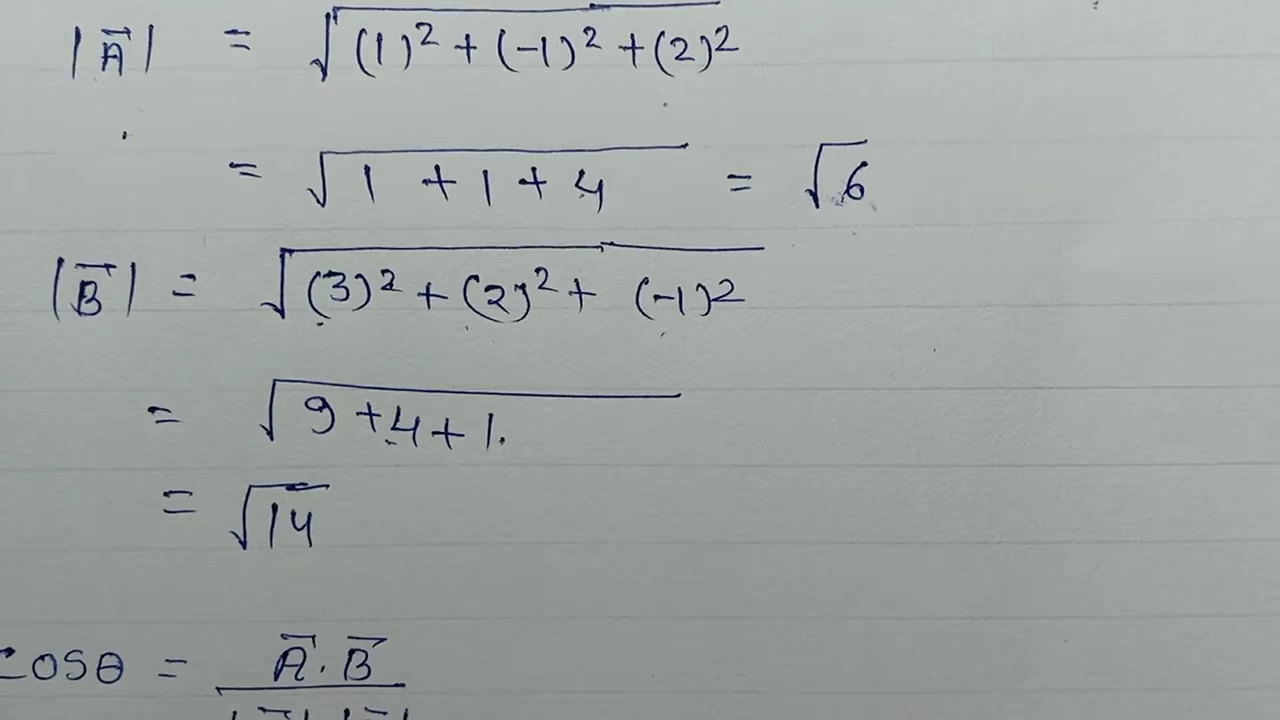 |A⃗| = √(1)² + (-1)² + (2)²
= √1 + 1 + 4 = √6
|B⃗| = √(3)² + (2)² + (-1)²
= √9 + 4 + 1.
= √14
cosθ = A⃗ . B⃗